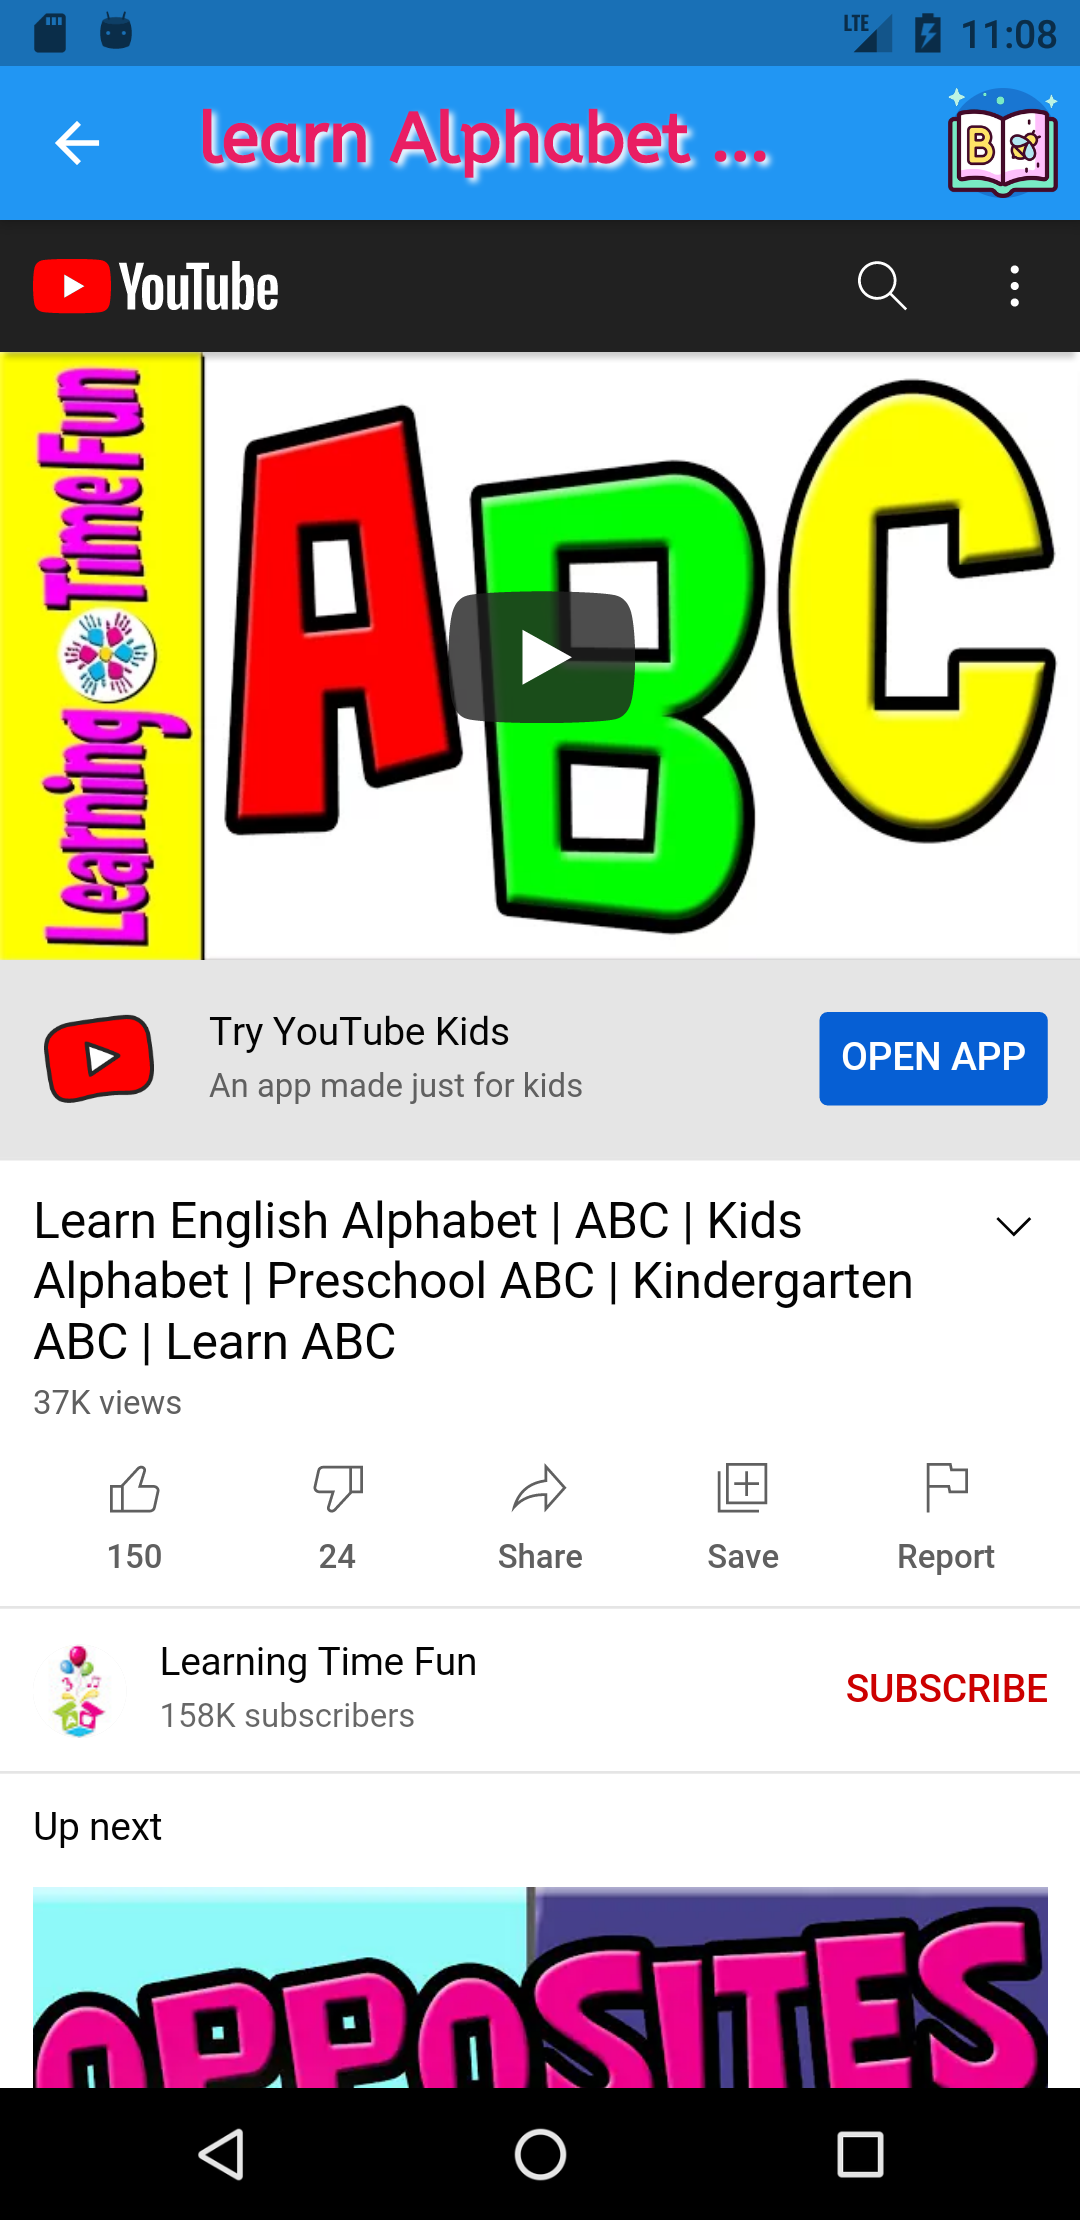 LTE 11:08
learn Alphabet ...
YouTube
Learning TimeFun
ABC
Try YouTube Kids
An app made just for kids
OPEN APP
Learn English Alphabet | ABC | Kids
Alphabet | Preschool ABC | Kindergarten
ABC | Learn ABC
37K views
150
24
Share
Save
Report
Learning Time Fun
158K subscribers
SUBSCRIBE
Up next
OPPOSITES